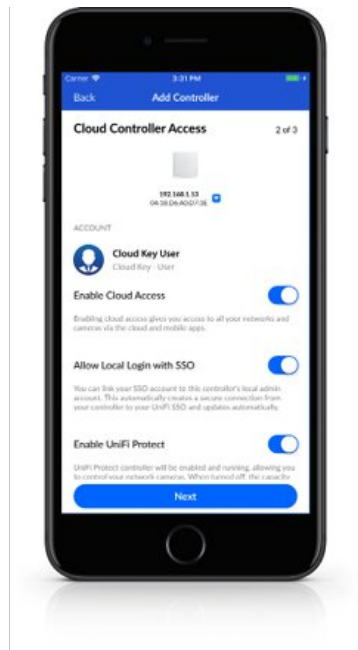 Carrier 3:31 PM
Back Add Controller
Cloud Controller Access 2 of 3
192.168.1.13
ACCOUNT
Cloud Key User
Cloud Key - User
Enable Cloud Access
Enabling cloud access gives you access to all your networks and
cameras via the cloud and mobile apps.
Allow Local Login with SSO
You can link your SSO account to this controller's local admin
account. This automatically creates a secure connection from
your controller to your UniFi SSO and updates automatically.
Enable UniFi Protect
UniFi Protect controller will be enabled and running, allowing you
to control your network cameras. When turned off, the capacity
Next